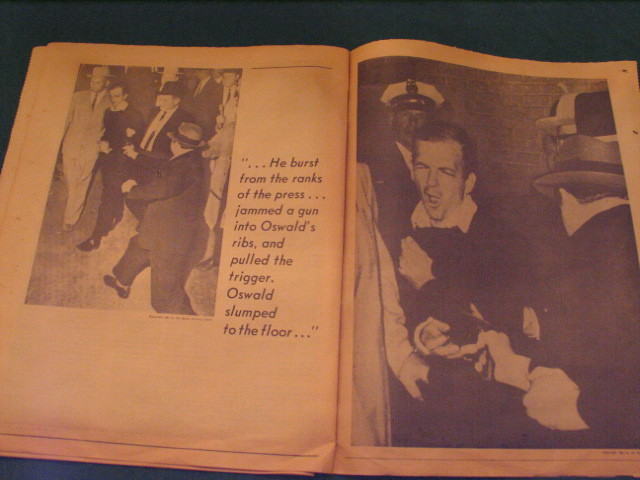 "... He burst
from the ranks
of the press ...
jammed a gun
into Oswald's
ribs, and
pulled the
trigger.
Oswald
slumped
to the floor ..."